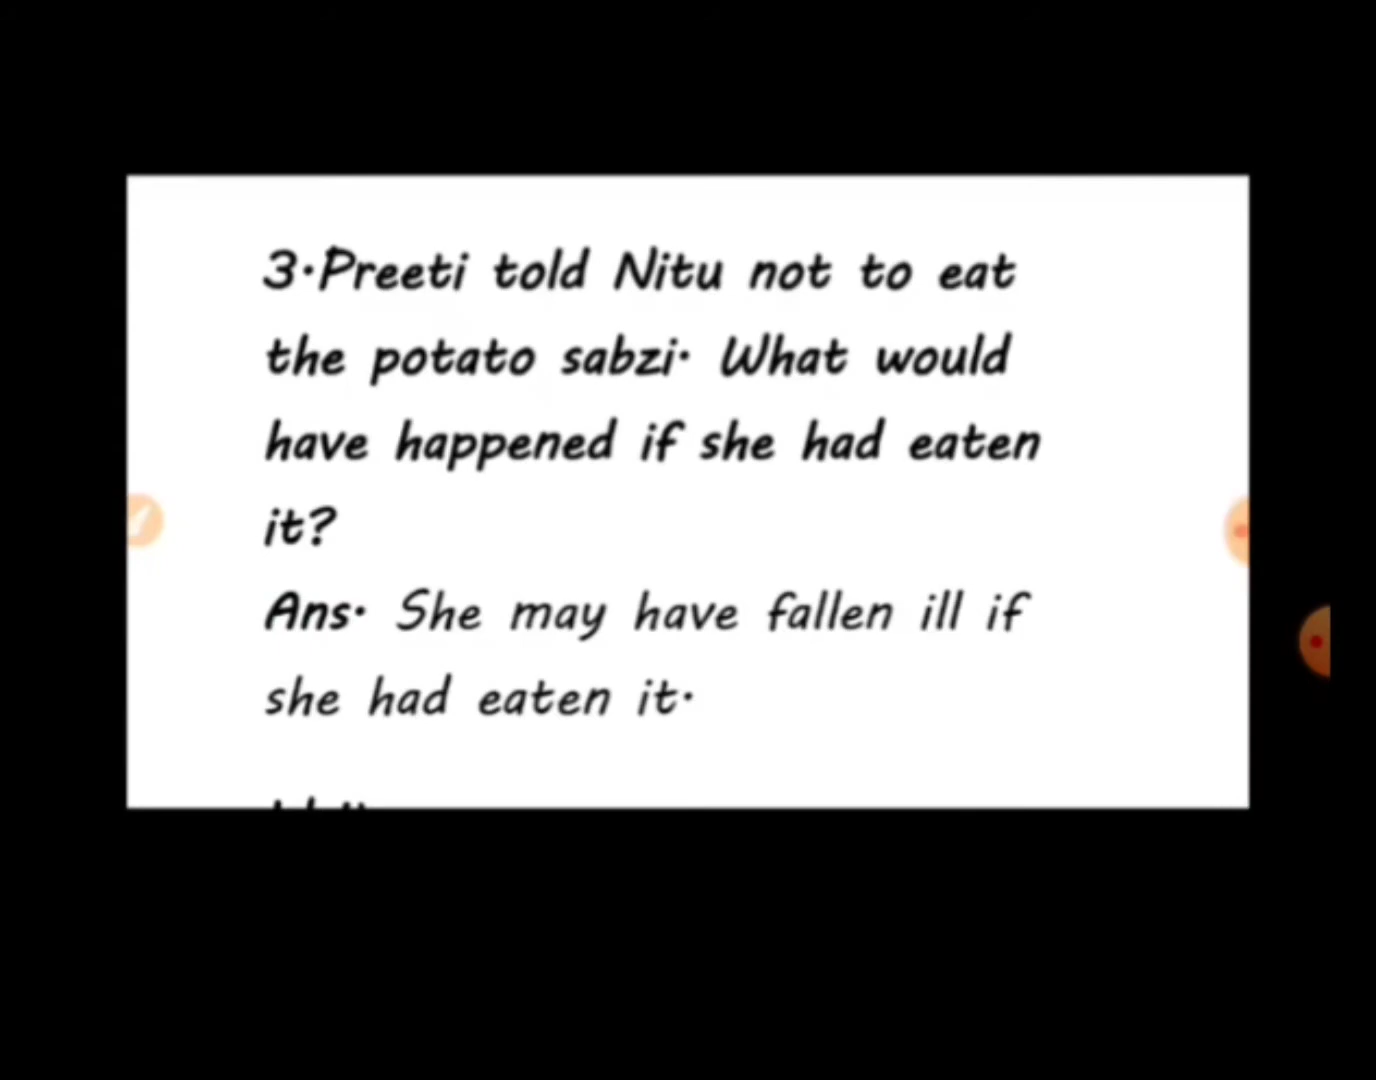 3.Preeti told Nitu not to eat
the potato sabzi. What would
have happened if she had eaten
it?
Ans. She may have fallen ill if
she had eaten it.